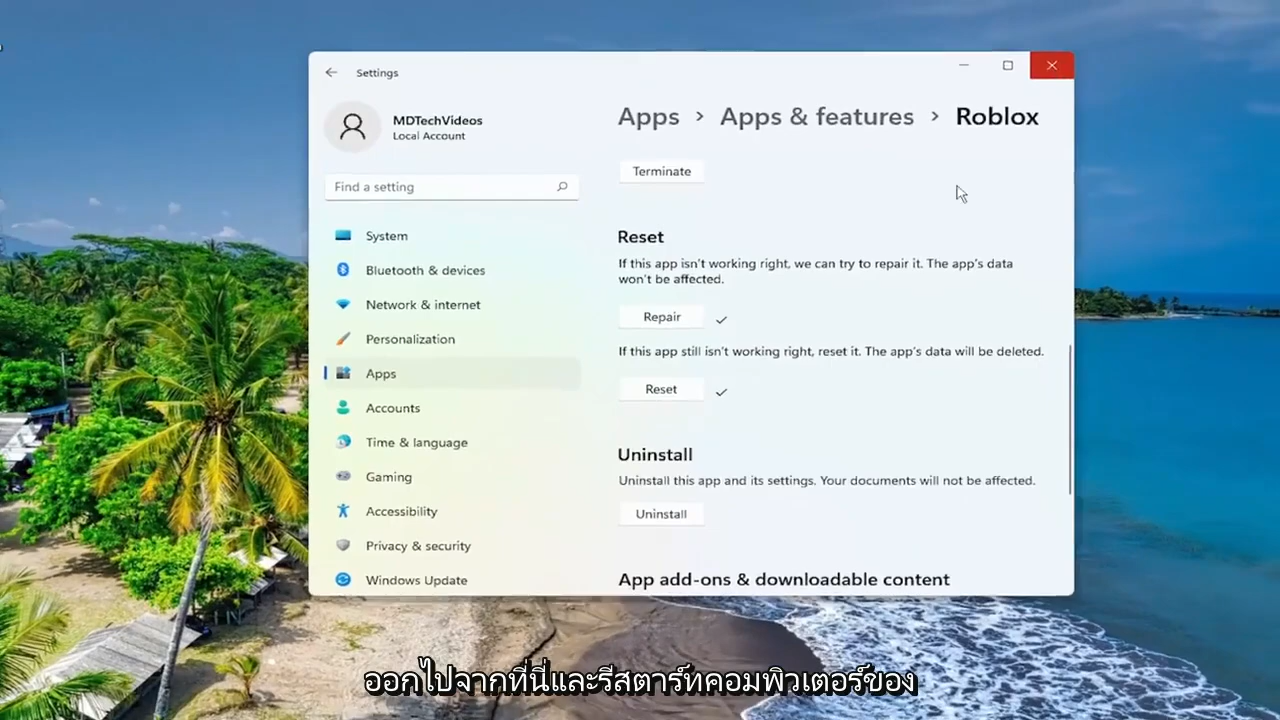 Settings
MDTechVideos
Local Account
Find a setting
System
Bluetooth & devices
Network & internet
Personalization
Apps
Accounts
Time & language
Gaming
Accessibility
Privacy & security
Windows Update
Apps > Apps & features > Roblox
Terminate
Reset
If this app isn't working right, we can try to repair it. The app's data
won't be affected.
Repair
If this app still isn't working right, reset it. The app's data will be deleted.
Reset
Uninstall
Uninstall this app and its settings. Your documents will not be affected.
Uninstall
App add-ons & downloadable content
ออกไปจากที่นี่และรีสตาร์ทคอมพิวเตอร์ของ